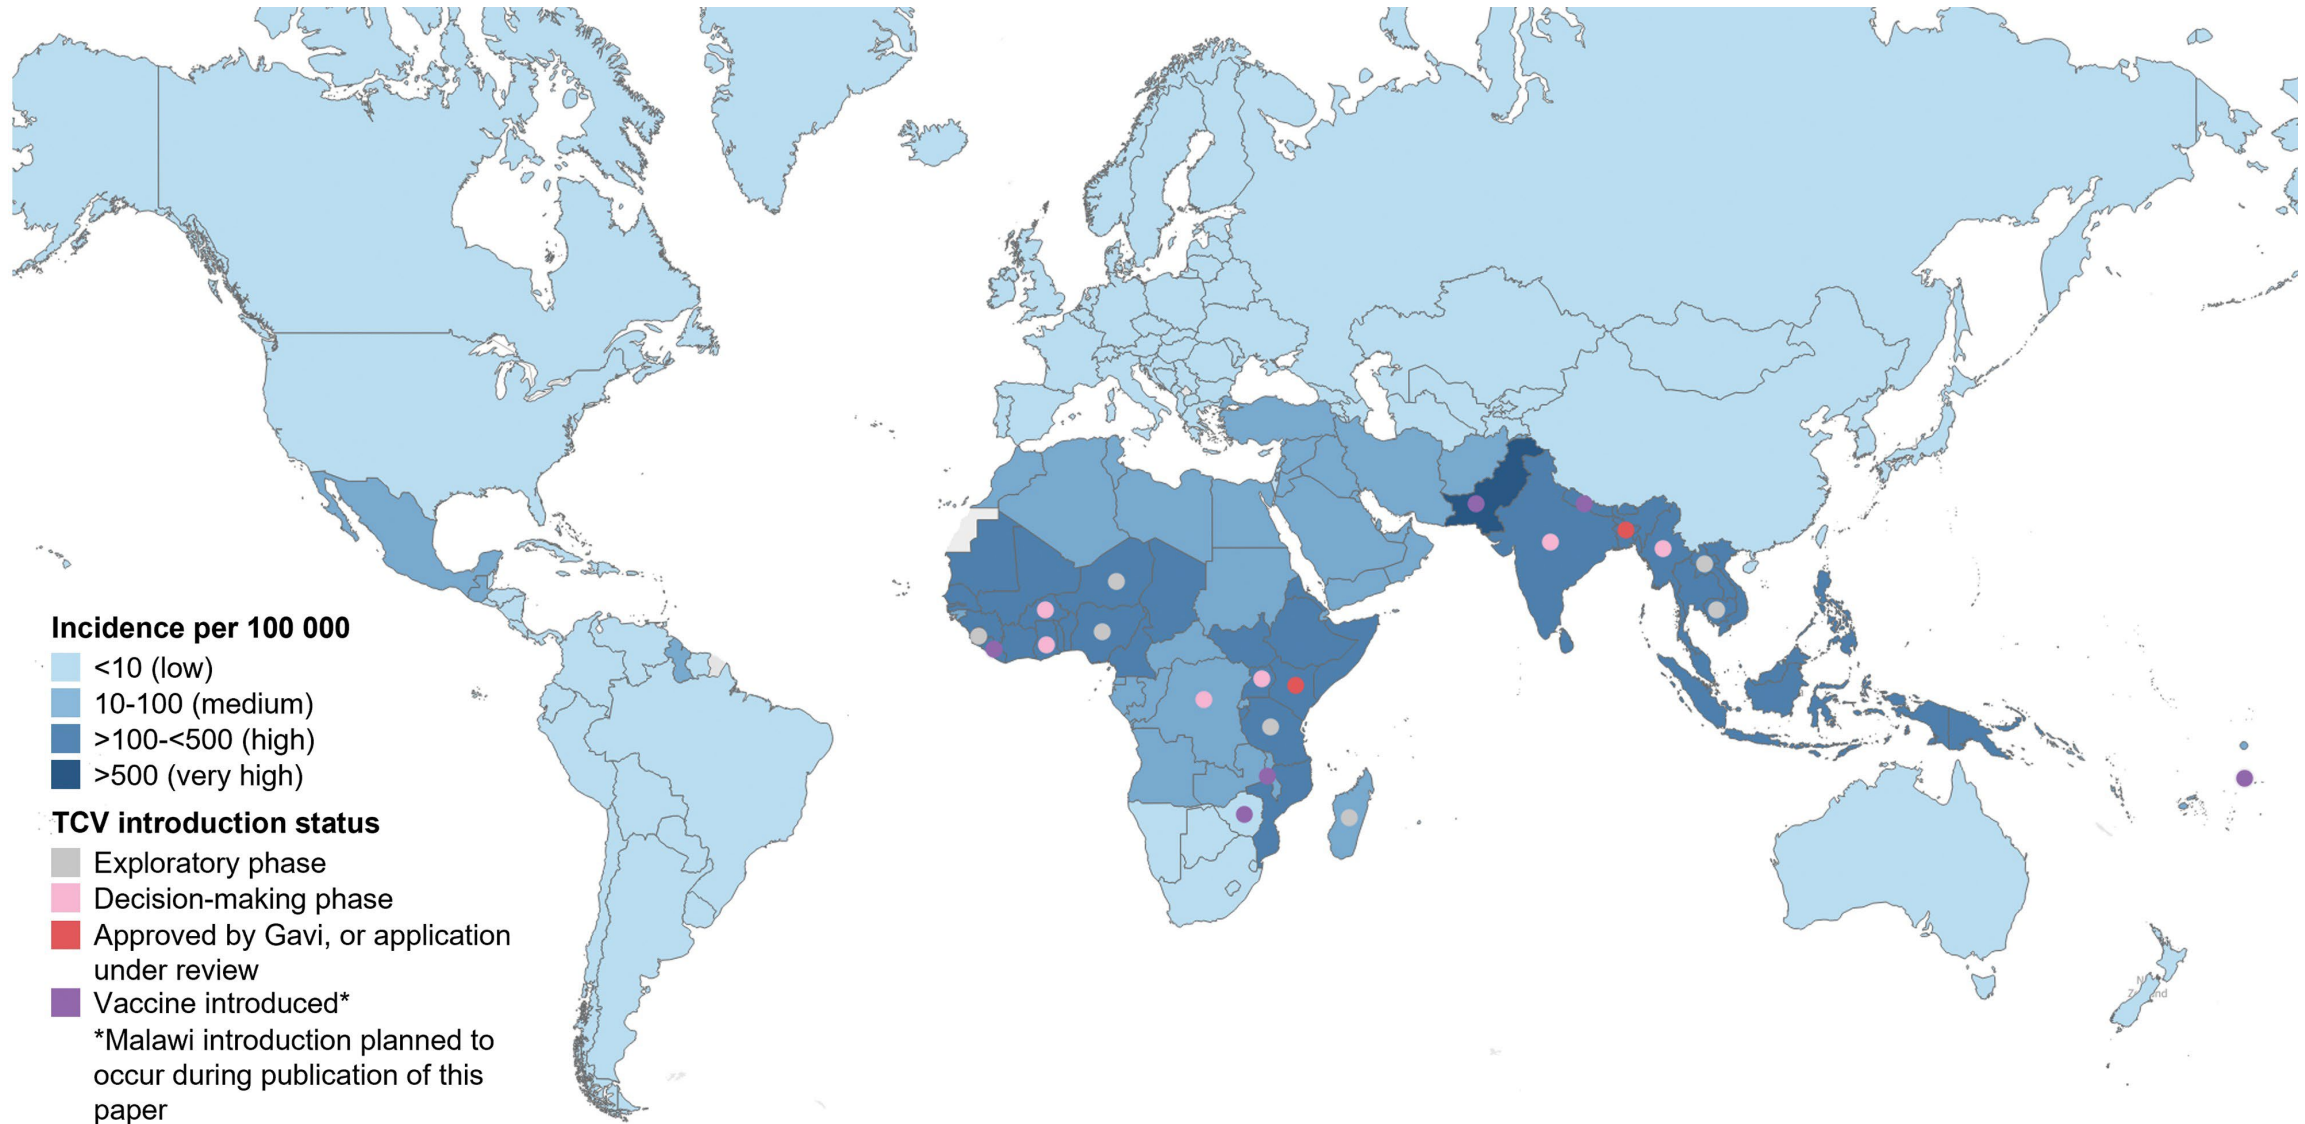 Incidence per 100 000
<10 (low)
10-100 (medium)
>100-<500 (high)
>500 (very high)
TCV introduction status
Exploratory phase
Decision-making phase
Approved by Gavi, or application
under review
Vaccine introduced*
*Malawi introduction planned to
occur during publication of this
paper